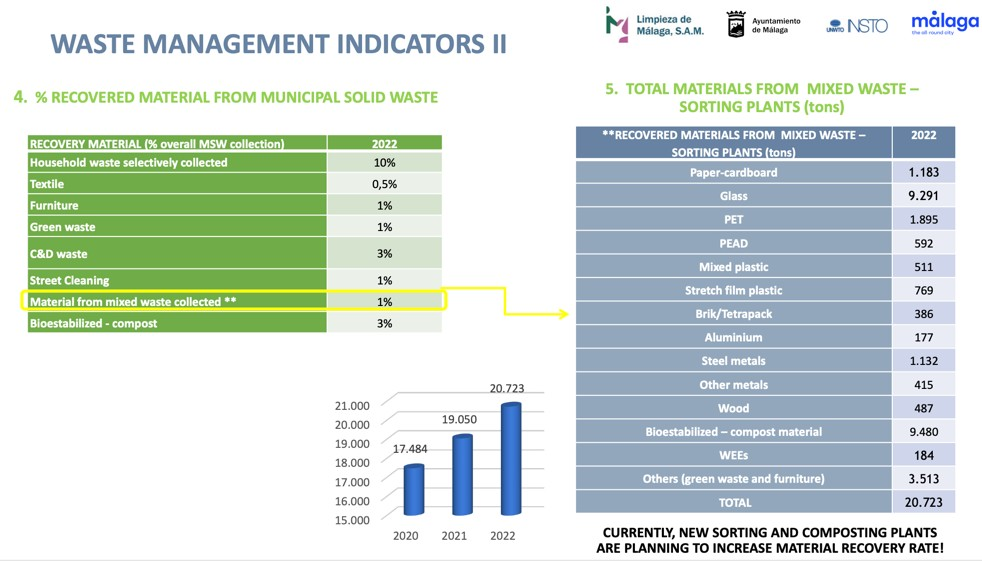 Limpieza de
Málaga, S.A.M.
Ayuntamiento
de Málaga
UNWTO INSTO
málaga
the all round city
WASTE MANAGEMENT INDICATORS II
4. % RECOVERED MATERIAL FROM MUNICIPAL SOLID WASTE
RECOVERY MATERIAL (% overall MSW collection) 2022
Household waste selectively collected 10%
Textile 0,5%
Furniture 1%
Green waste 1%
C&D waste 3%
Street Cleaning 1%
Material from mixed waste collected ** 1%
Bioestabilized - compost 3%
21.000
20.000
19.000
18.000
17.000
16.000
15.000
17.484
19.050
20.723
2020 2021 2022
5. TOTAL MATERIALS FROM MIXED WASTE –
SORTING PLANTS (tons)
**RECOVERED MATERIALS FROM MIXED WASTE – 2022
SORTING PLANTS (tons)
Paper-cardboard 1.183
Glass 9.291
PET 1.895
PEAD 592
Mixed plastic 511
Stretch film plastic 769
Brik/Tetrapack 386
Aluminium 177
Steel metals 1.132
Other metals 415
Wood 487
Bioestabilized – compost material 9.480
WEEs 184
Others (green waste and furniture) 3.513
TOTAL 20.723
CURRENTLY, NEW SORTING AND COMPOSTING PLANTS
ARE PLANNING TO INCREASE MATERIAL RECOVERY RATE!